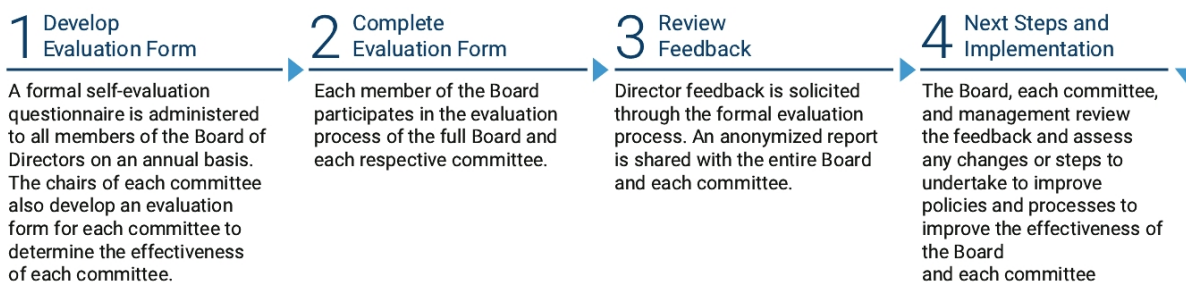 1 Develop
Evaluation Form
A formal self-evaluation
questionnaire is administered
to all members of the Board of
Directors on an annual basis.
The chairs of each committee
also develop an evaluation
form for each committee to
determine the effectiveness
of each committee.
2 Complete
Evaluation Form
Each member of the Board
participates in the evaluation
process of the full Board and
each respective committee.
3 Review
Feedback
Director feedback is solicited
through the formal evaluation
process. An anonymized report
is shared with the entire Board
and each committee.
4 Next Steps and
Implementation
The Board, each committee,
and management review
the feedback and assess
any changes or steps to
undertake to improve
policies and processes to
improve the effectiveness of
the Board
and each committee